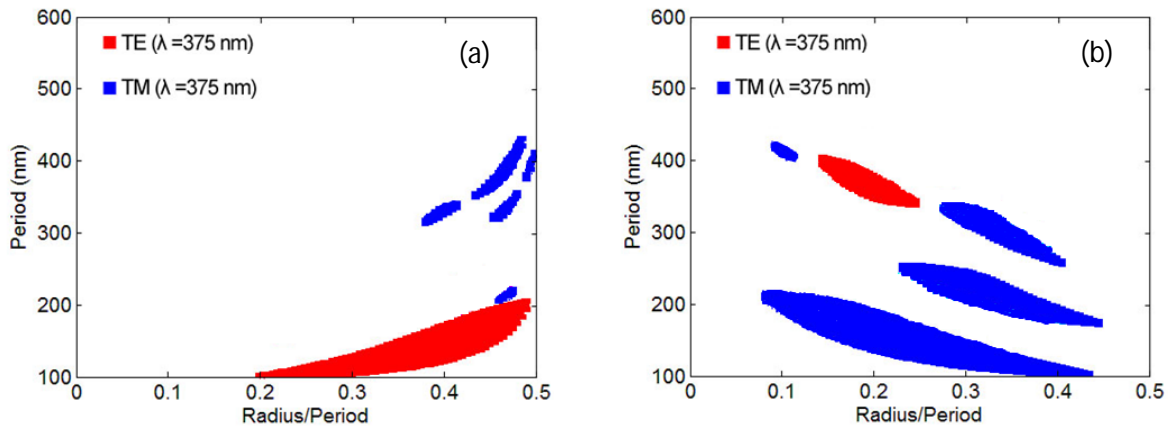 600
500
400
300
200
100
Period (nm)
TE (λ =375 nm)
TM (λ =375 nm)
(a)
0
0.1
0.2
0.3
0.4
0.5
Radius/Period
600
500
400
300
200
100
Period (nm)
TE (λ =375 nm)
TM (λ =375 nm)
(b)
0
0.1
0.2
0.3
0.4
0.5
Radius/Period